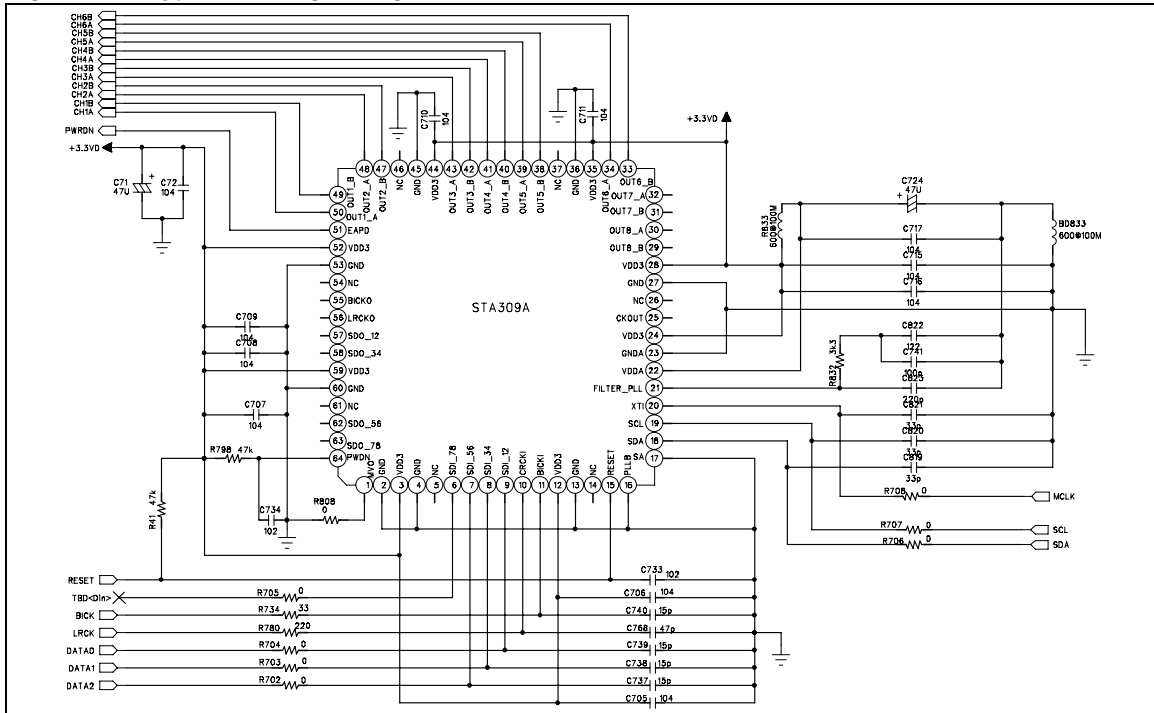 CH6B
CH6A
CH5B
CH5A
CH4B
CH4A
CH3B
CH3A
CH2B
CH2A
CH1B
CH1A
PWRDN
+3.3VD
C71
47U
+
C72
104
C710
104
C711
104
+3.3VD
48 47 46 45 44 43 42 41 40 39 38 37 36 35 34 33
OUT1_B
OUT2_A
OUT2_B
NC
GND
VDD3
OUT3_A
OUT3_B
OUT4_A
OUT4_B
OUT5_A
OUT5_B
NC
GND
VDD3
OUT6_A
OUT6_B
49
50 OUT1_A
51 EAPD
52 VDD3
53 GND
54 NC
55 BICKO
56 LRCKO
57 SDO_12
58 SDO_34
59 VDD3
60 GND
61 NC
62 SDO_56
63 SDO_78
64 PWDN
STA309A
OUT7_A 32
OUT7_B 31
OUT8_A 30
OUT8_B 29
VDD3 28
GND 27
NC 26
CKOUT 25
VDD3 24
GNDA 23
VDDA 22
FILTER_PLL 21
XTI 20
SCL 19
SDA 18
SA 17
MVO
GND
VDD3
GND
NC
SDI_78
SDI_56
SDI_34
SDI_12
LRCKI
BICKI
VDD3
GND
NC
RESET
PLLB
1 2 3 4 5 6 7 8 9 10 11 12 13 14 15 16
C724
47U
+
R833
600@100M
BD833
600@100M
C717
104
C715
104
C716
104
C822
122
C741
100p
C823
220p
R832 3k3
C821
33p
C820
33p
C819
33p
C709
104
C708
104
C707
104
R798 47k
R41 47k
C734
102
R808
0
R708 0
MCLK
R707 0
SCL
R706 0
SDA
RESET
C733 102
TBD<Din>
R705 0
C706 104
BICK
R734 33
C740 15p
LRCK
R780 220
C768 47p
DATA0
R704 0
C739 15p
DATA1
R703 0
C738 15p
DATA2
R702 0
C737 15p
C705 104